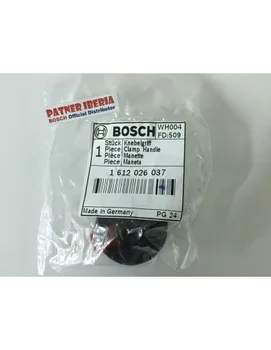 PATNER IBERIA
BOSCH Official Distributor
BOSCH
WH004
FD:509
1
Stück Knebelgriff
Piece Clamp Handle
Pièce Manette
Pieza Maneta
1 612 026 037
Made in Germany
PG 24